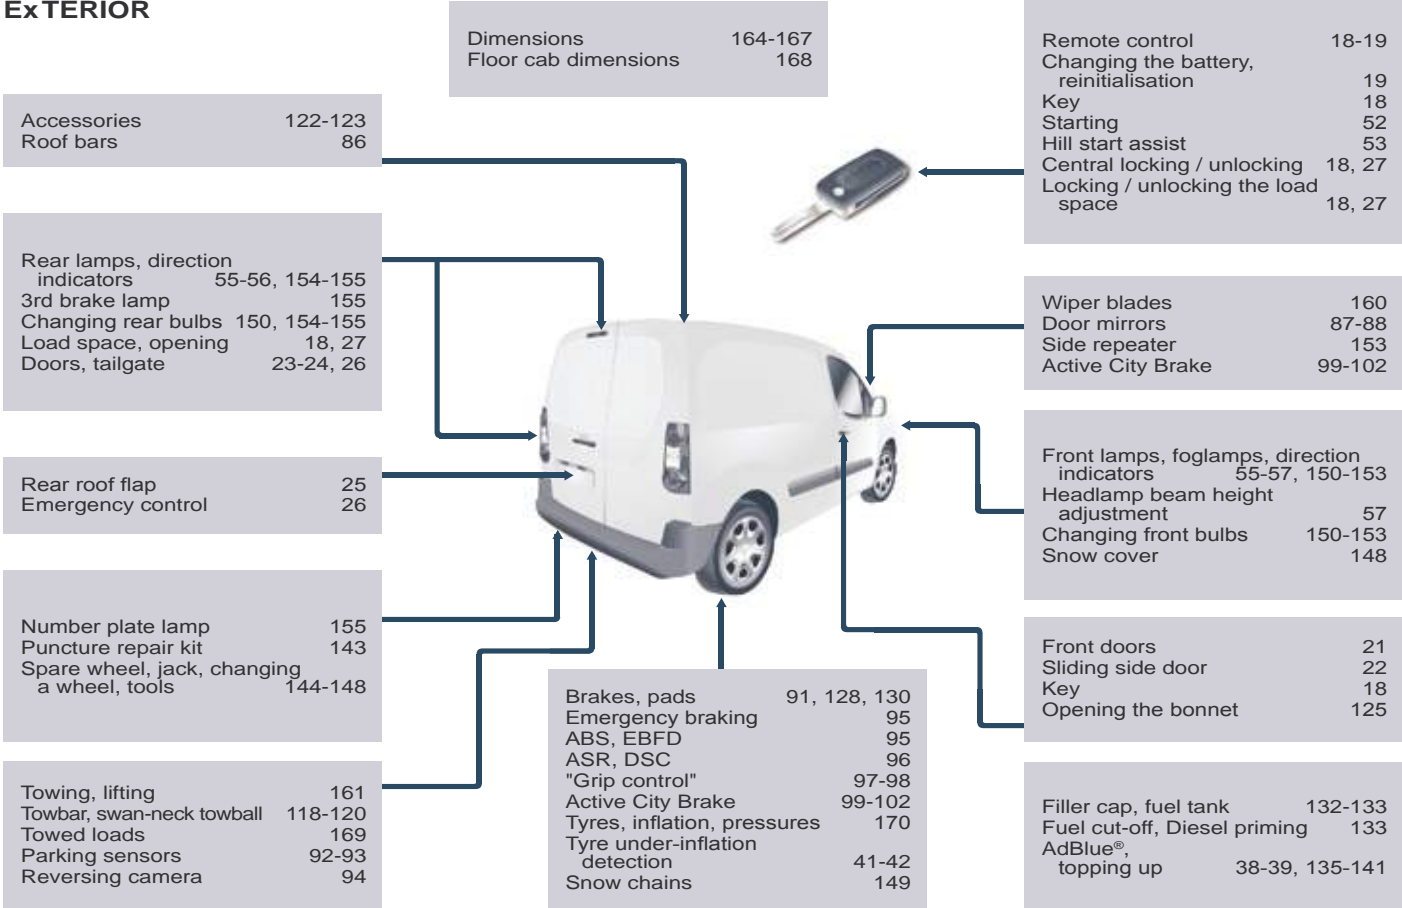 ExTERIOR
Dimensions 164-167
Floor cab dimensions 168
Accessories 122-123
Roof bars 86
Rear lamps, direction
indicators 55-56, 154-155
3rd brake lamp 155
Changing rear bulbs 150, 154-155
Load space, opening 18, 27
Doors, tailgate 23-24, 26
Rear roof flap 25
Emergency control 26
Number plate lamp 155
Puncture repair kit 143
Spare wheel, jack, changing
a wheel, tools 144-148
Towing, lifting 161
Towbar, swan-neck towball 118-120
Towed loads 169
Parking sensors 92-93
Reversing camera 94
Brakes, pads 91, 128, 130
Emergency braking 95
ABS, EBFD 95
ASR, DSC 96
"Grip control" 97-98
Active City Brake 99-102
Tyres, inflation, pressures 170
Tyre under-inflation
detection 41-42
Snow chains 149
Remote control 18-19
Changing the battery,
reinitialisation 19
Key 18
Starting 52
Hill start assist 53
Central locking / unlocking 18, 27
Locking / unlocking the load
space 18, 27
Wiper blades 160
Door mirrors 87-88
Side repeater 153
Active City Brake 99-102
Front lamps, foglamps, direction
indicators 55-57, 150-153
Headlamp beam height
adjustment 57
Changing front bulbs 150-153
Snow cover 148
Front doors 21
Sliding side door 22
Key 18
Opening the bonnet 125
Filler cap, fuel tank 132-133
Fuel cut-off, Diesel priming 133
AdBlue®,
topping up 38-39, 135-141